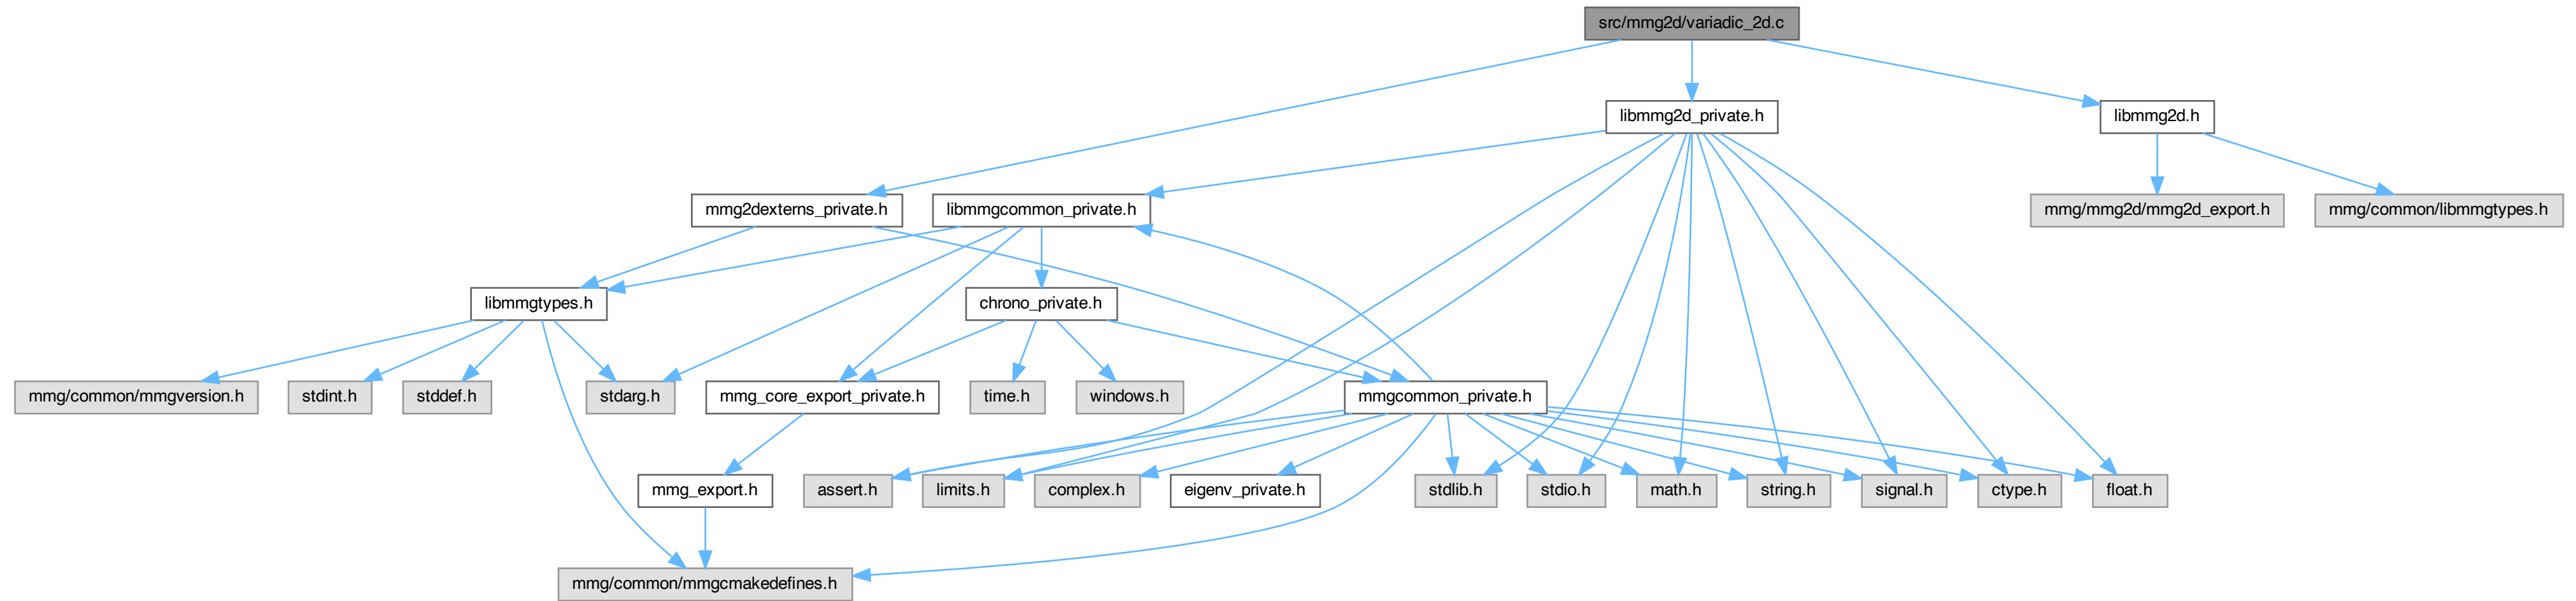 src/mmg2d/variadic_2d.c
libmmg2d_private.h
libmmg2d.h
mmg2dexterns_private.h
libmmgcommon_private.h
mmg/mmg2d/mmg2d_export.h
mmg/common/libmmgtypes.h
libmmgtypes.h
chrono_private.h
mmg/common/mmgversion.h
stdint.h
stddef.h
stdarg.h
mmg_core_export_private.h
time.h
windows.h
mmgcommon_private.h
mmg_export.h
assert.h
limits.h
complex.h
eigenv_private.h
stdlib.h
stdio.h
math.h
string.h
signal.h
ctype.h
float.h
mmg/common/mmgcmakedefines.h